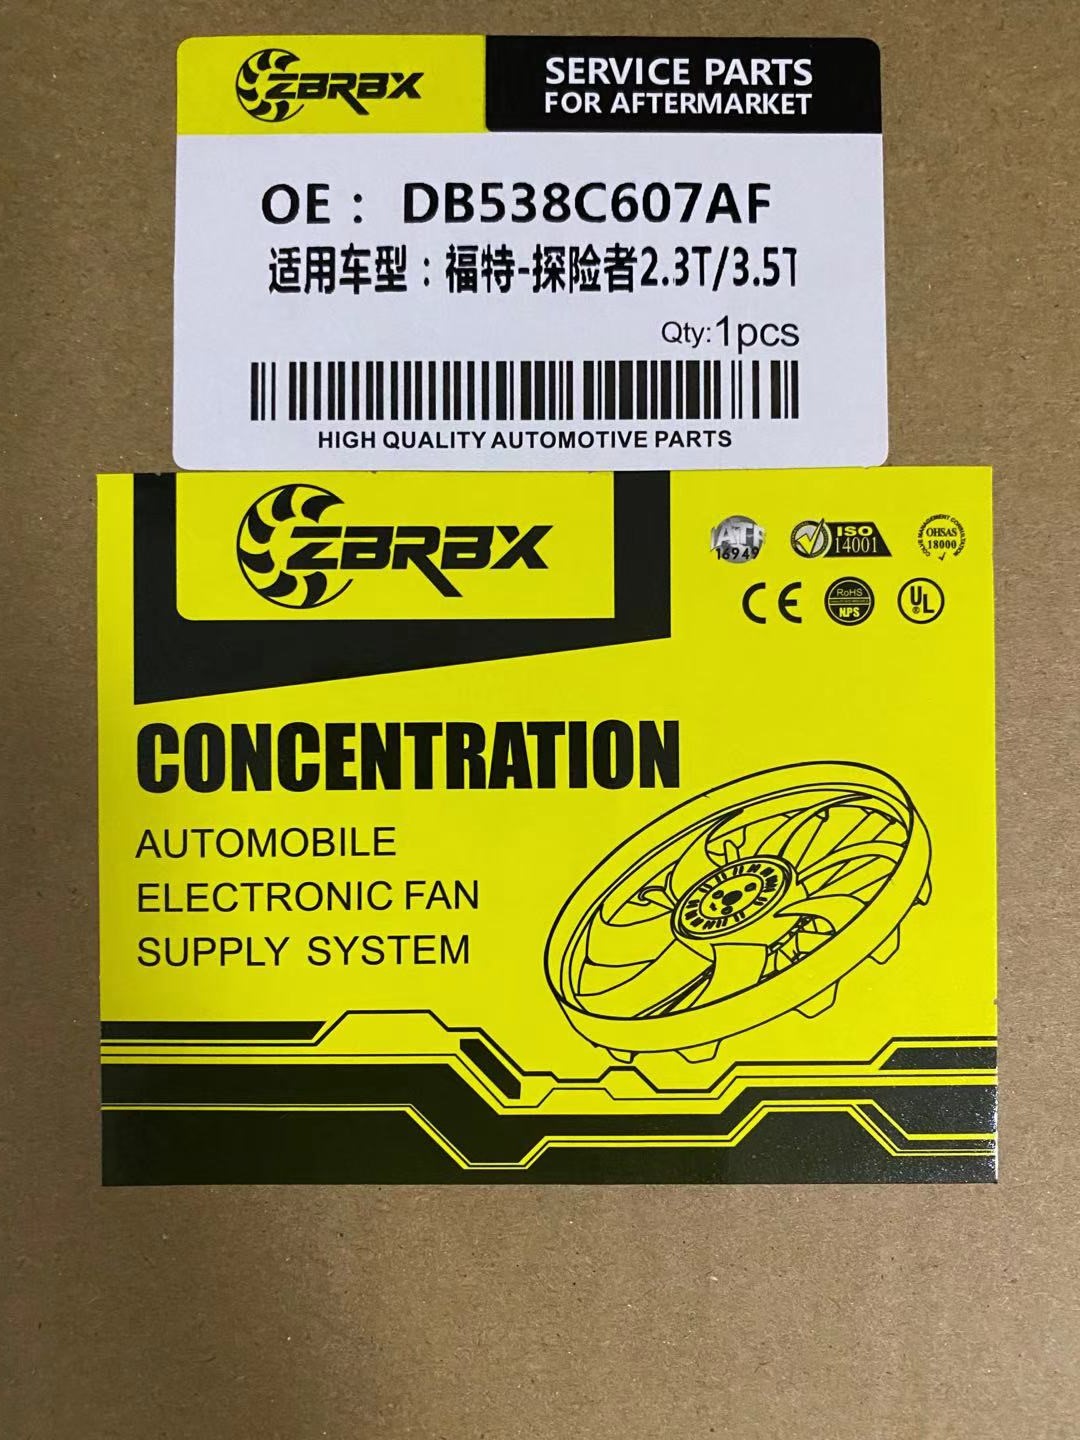 ZBRBX
SERVICE PARTS
FOR AFTERMARKET
OE： DB538C607AF
适用车型：福特-探险者2.3T/3.5T
Qty:1pcs
HIGH QUALITY AUTOMOTIVE PARTS
ZBRBX
IATF
16949
ISO
14001
OHSAS
18000
CE
RoHS
NPS
UL
®
CONCENTRATION
AUTOMOBILE
ELECTRONIC FAN
SUPPLY SYSTEM